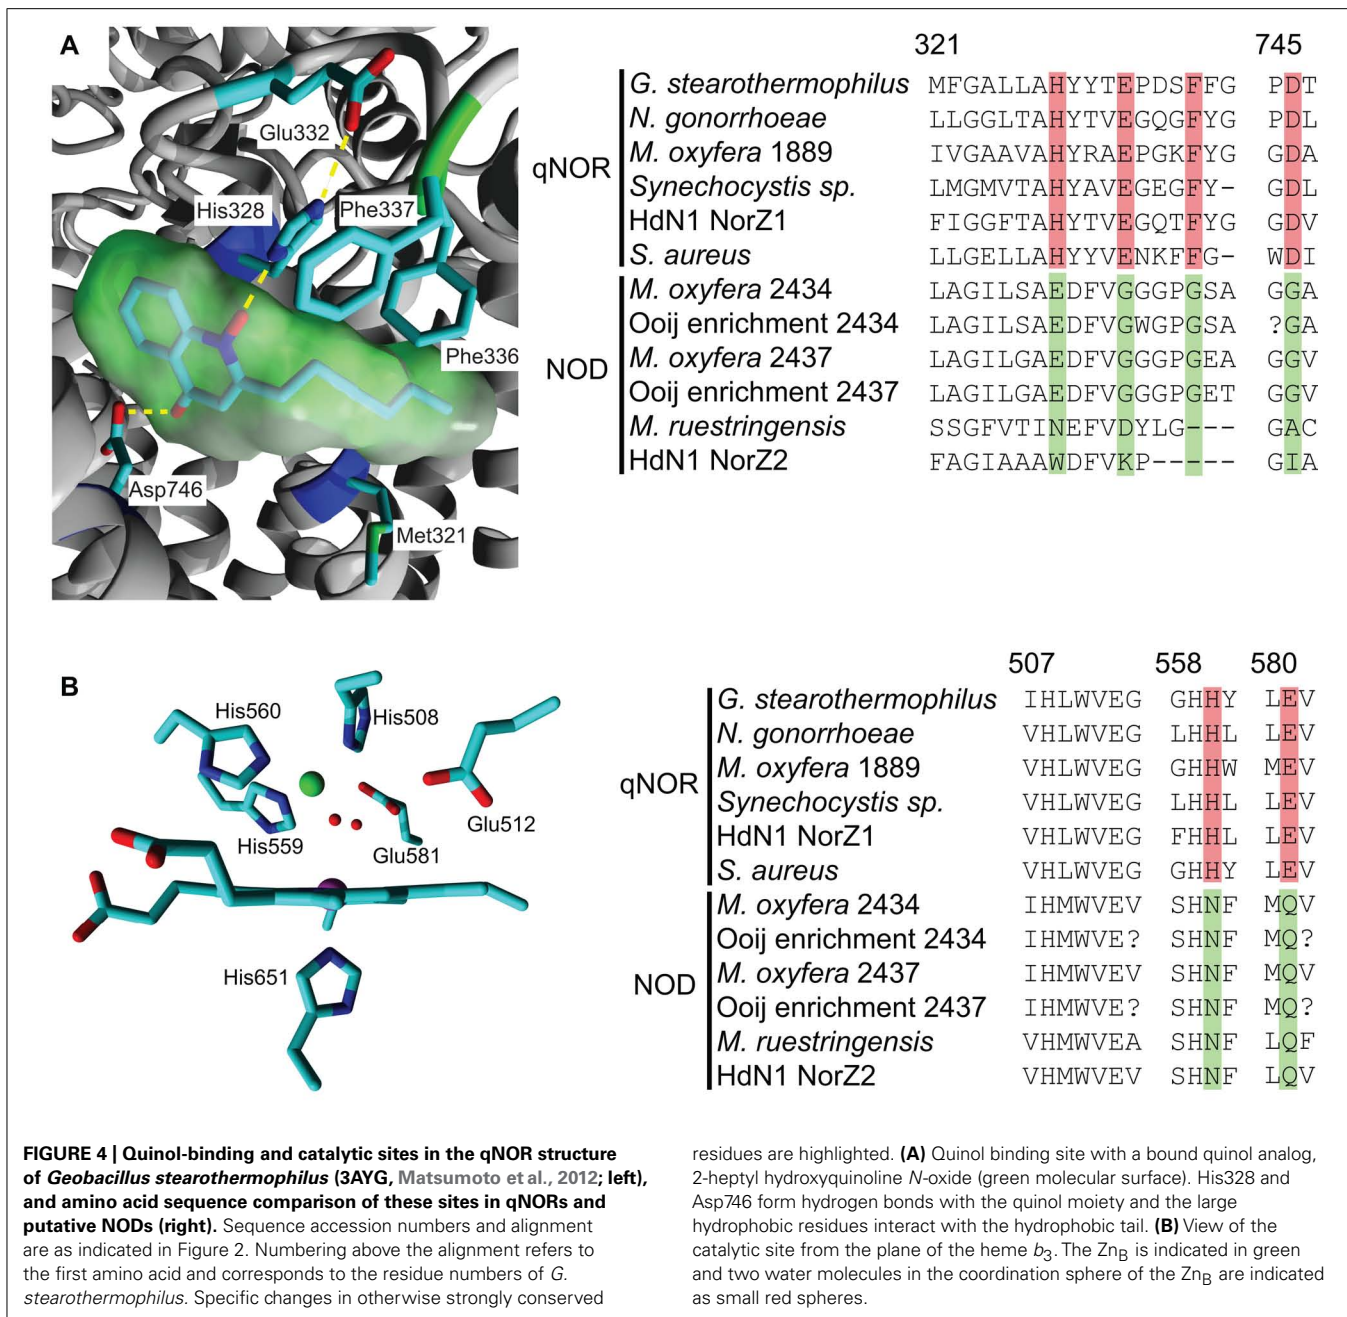 A
Glu332
His328
Phe337
Phe336
Asp746
Met321
321 745
qNOR
G. stearothermophilus MFGALLAHYYTEPDSFFG PDT
N. gonorrhoeae LLGGLTAHYTVEGQGFYG PDL
M. oxyfera 1889 IVGAAVAHYRAEPGKFYG GDA
Synechocystis sp. LMGMVTAHYAVEGEGFY- GDL
HdN1 NorZ1 FIGGFTAHYTVEGQTFYG GDV
S. aureus LLGELLAHYYVENKFFG- WDI
NOD
M. oxyfera 2434 LAGILSAEDFVGGGPGSA GGA
Ooij enrichment 2434 LAGILSAEDFVGWGPGSA ?GA
M. oxyfera 2437 LAGILGAEDFVGGGPGEA GGV
Ooij enrichment 2437 LAGILGAEDFVGGGPGET GGV
M. ruestringensis SSGFVTINEFVDYLG--- GAC
HdN1 NorZ2 FAGIAAAWDFVKP----- GIA
B
His560
His508
His559
Glu581
Glu512
His651
507 558 580
qNOR
G. stearothermophilus IHLWVEG GHHY LEV
N. gonorrhoeae VHLWVEG LHHL LEV
M. oxyfera 1889 VHLWVEG GHHW MEV
Synechocystis sp. VHLWVEG LHHL LEV
HdN1 NorZ1 VHLWVEG FHHL LEV
S. aureus VHLWVEG GHHY LEV
NOD
M. oxyfera 2434 IHMWVEV SHNF MQV
Ooij enrichment 2434 IHMWVE? SHNF MQ?
M. oxyfera 2437 IHMWVEV SHNF MQV
Ooij enrichment 2437 IHMWVE? SHNF MQ?
M. ruestringensis VHMWVEA SHNF LQF
HdN1 NorZ2 VHMWVEV SHNF LQV
FIGURE 4 | Quinol-binding and catalytic sites in the qNOR structure
of Geobacillus stearothermophilus (3AYG, Matsumoto et al., 2012; left),
and amino acid sequence comparison of these sites in qNORs and
putative NODs (right). Sequence accession numbers and alignment
are as indicated in Figure 2. Numbering above the alignment refers to
the first amino acid and corresponds to the residue numbers of G.
stearothermophilus. Specific changes in otherwise strongly conserved
residues are highlighted. (A) Quinol binding site with a bound quinol analog,
2-heptyl hydroxyquinoline N-oxide (green molecular surface). His328 and
Asp746 form hydrogen bonds with the quinol moiety and the large
hydrophobic residues interact with the hydrophobic tail. (B) View of the
catalytic site from the plane of the heme b3. The ZnB is indicated in green
and two water molecules in the coordination sphere of the ZnB are indicated
as small red spheres.